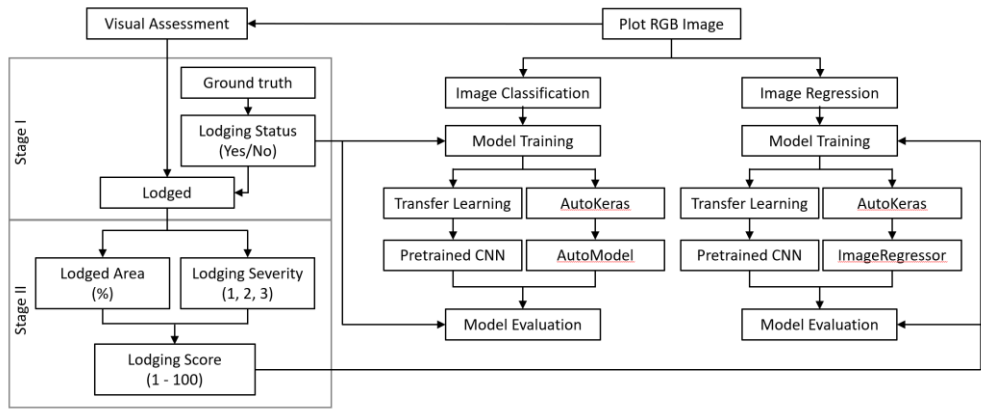 Visual Assessment
Plot RGB Image
Stage I
Ground truth
Lodging Status
(Yes/No)
Lodged
Stage II
Lodged Area
(%)
Lodging Severity
(1, 2, 3)
Lodging Score
(1 - 100)
Image Classification
Model Training
Transfer Learning
AutoKeras
Pretrained CNN
AutoModel
Model Evaluation
Image Regression
Model Training
Transfer Learning
AutoKeras
Pretrained CNN
ImageRegressor
Model Evaluation